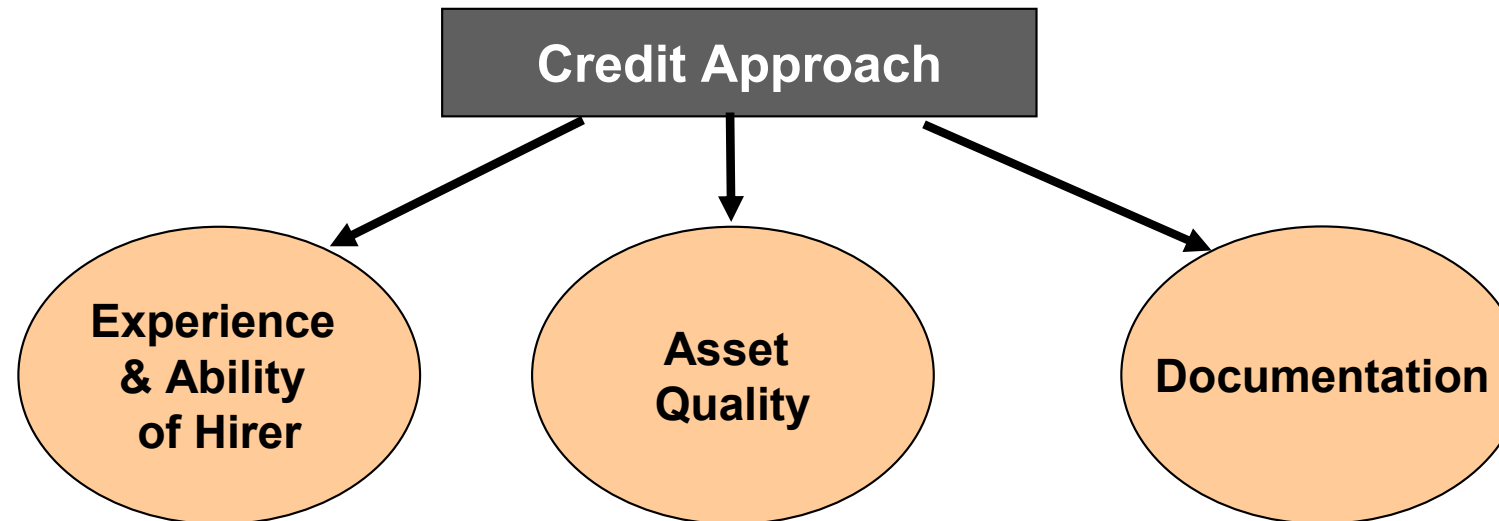 Credit Approach
Experience
& Ability
of Hirer
Asset
Quality
Documentation